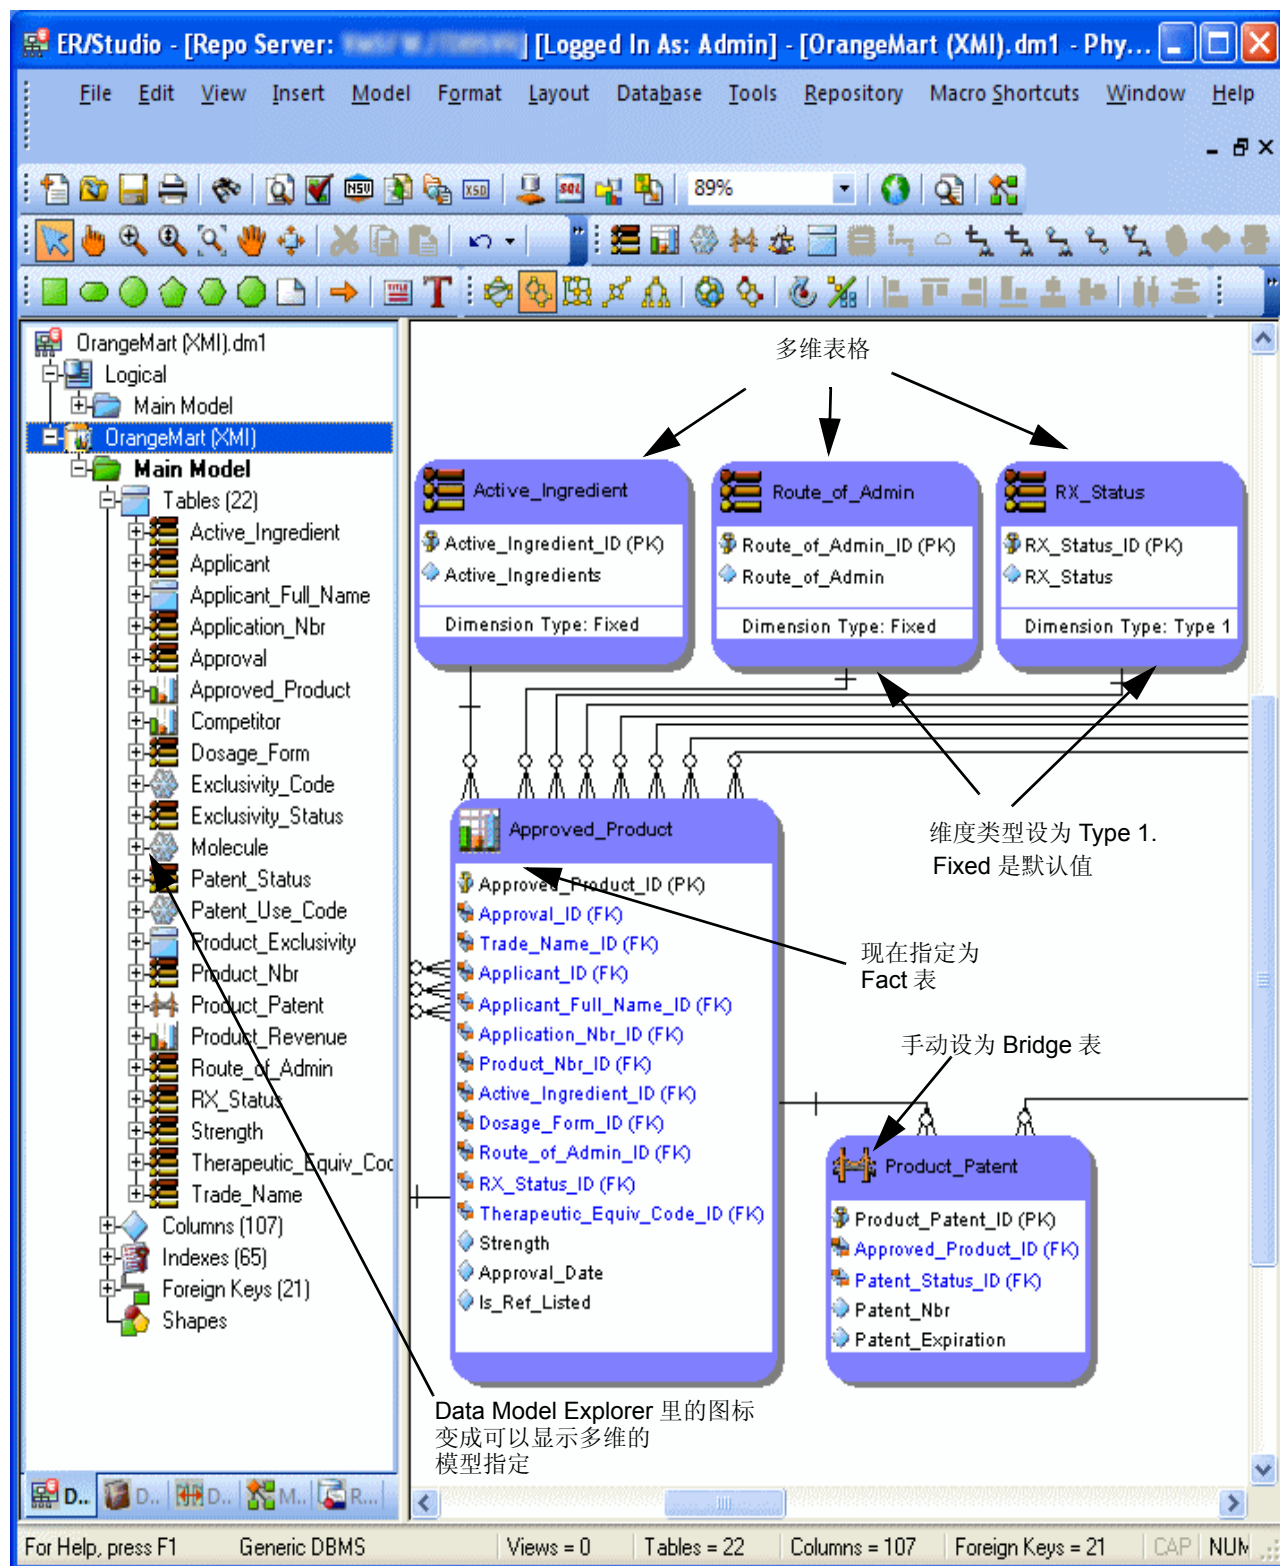 ER/Studio - [Repo Server: ] [Logged In As: Admin] - [OrangeMart (XMI).dm1 - Phy...
File Edit View Insert Model Format Layout Database Tools Repository Macro Shortcuts Window Help
NSU XSD SQL 89%
TITLE T
OrangeMart (XMI).dm1
Logical
Main Model
OrangeMart (XMI)
Main Model
Tables (22)
Active_Ingredient
Applicant
Applicant_Full_Name
Application_Nbr
Approval
Approved_Product
Competitor
Dosage_Form
Exclusivity_Code
Exclusivity_Status
Molecule
Patent_Status
Patent_Use_Code
Product_Exclusivity
Product_Nbr
Product_Patent
Product_Revenue
Route_of_Admin
RX_Status
Strength
Therapeutic_Equiv_Coc
Trade_Name
Columns (107)
Indexes (65)
Foreign Keys (21)
Shapes
D.. D.. D.. M.. R...
多维表格
Active_Ingredient
Active_Ingredient_ID (PK)
Active_Ingredients
Dimension Type: Fixed
Route_of_Admin
Route_of_Admin_ID (PK)
Route_of_Admin
Dimension Type: Fixed
RX_Status
RX_Status_ID (PK)
RX_Status
Dimension Type: Type 1
维度类型设为 Type 1.
Fixed 是默认值
Approved_Product
Approved_Product_ID (PK)
Approval_ID (FK)
Trade_Name_ID (FK)
Applicant_ID (FK)
Applicant_Full_Name_ID (FK)
Application_Nbr_ID (FK)
Product_Nbr_ID (FK)
Active_Ingredient_ID (FK)
Dosage_Form_ID (FK)
Route_of_Admin_ID (FK)
RX_Status_ID (FK)
Therapeutic_Equiv_Code_ID (FK)
Strength
Approval_Date
Is_Ref_Listed
现在指定为
Fact 表
手动设为 Bridge 表
Product_Patent
Product_Patent_ID (PK)
Approved_Product_ID (FK)
Patent_Status_ID (FK)
Patent_Nbr
Patent_Expiration
Data Model Explorer 里的图标
变成可以显示多维的
模型指定
For Help, press F1 Generic DBMS Views = 0 Tables = 22 Columns = 107 Foreign Keys = 21 CAP NUM